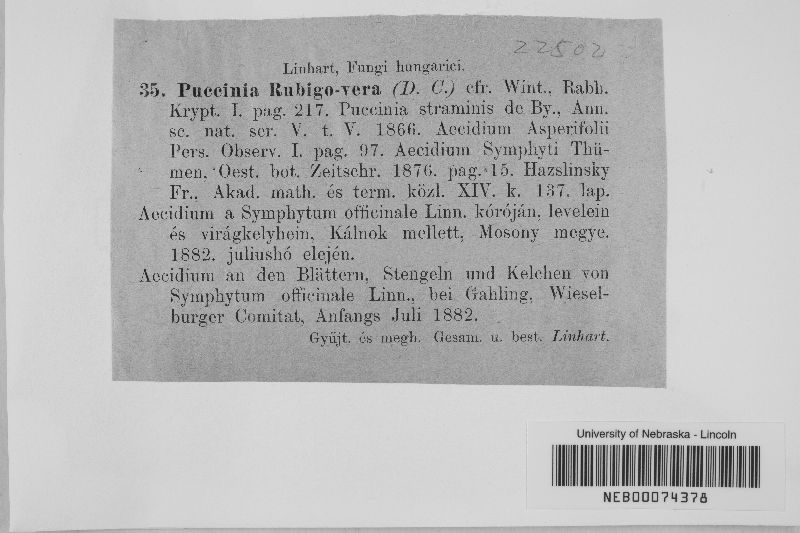 22502
Linhart, Fungi hungarici.
35. Puccinia Rubigo-vera (D. C.) cfr. Wint., Rabh.
Krypt. I. pag. 217. Puccinia straminis de By., Ann.
sc. nat. ser. V. t. V. 1866. Aecidium Asperifolii
Pers. Observ. I. pag. 97. Aecidium Symphyti Thü-
men, Oest. bot. Zeitschr. 1876. pag. 15. Hazslinsky
Fr., Akad. math. és term. közl. XIV. k. 137. lap.
Aecidium a Symphytum officinale Linn. kóróján, levelein
és virágkelyhein, Kálnok mellett, Mosony megye.
1882. juliushó elején.
Aecidium an den Blättern, Stengeln und Kelchen von
Symphytum officinale Linn., bei Gahling, Wiesel-
burger Comitat, Anfangs Juli 1882.
Gyűjt. és megh. Gesam. u. best. Linhart.
University of Nebraska - Lincoln
NEB00074378